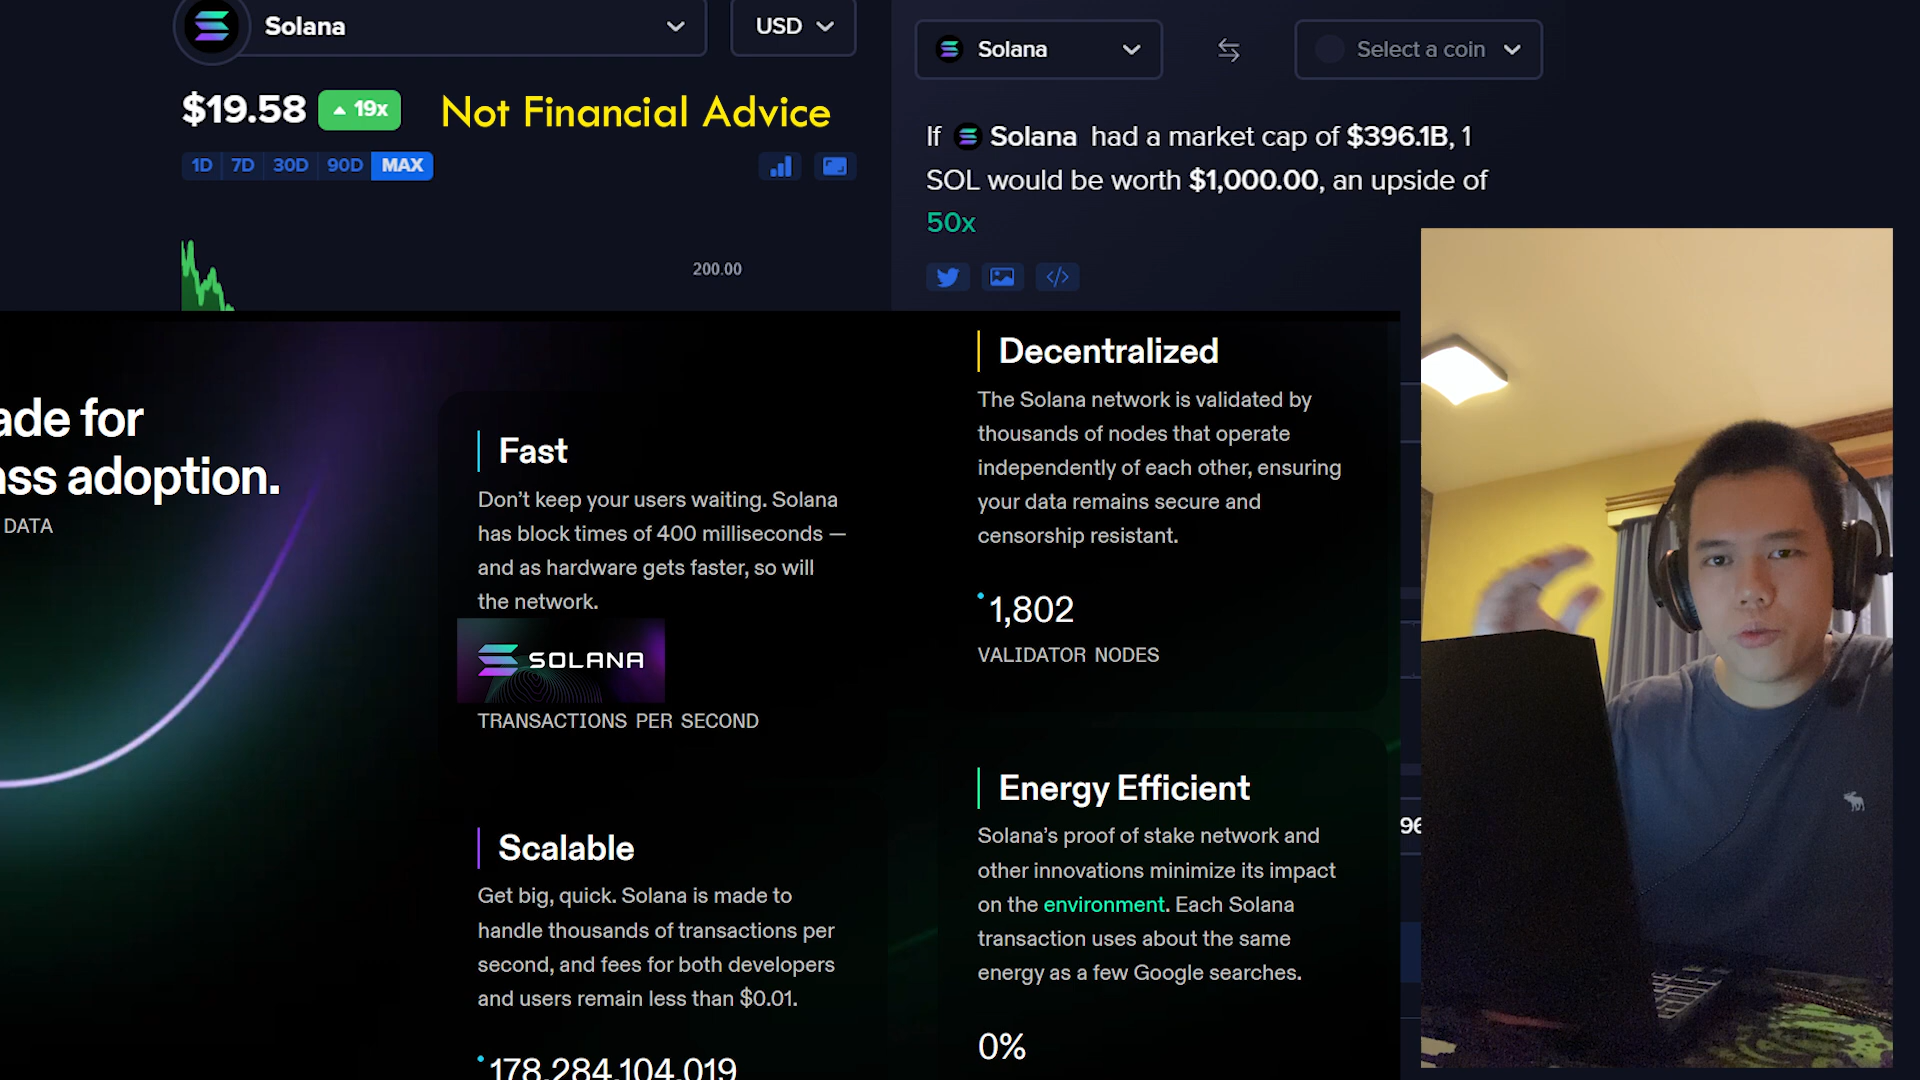 Solana
USD
$19.58
19x
Not Financial Advice
1D 7D 30D 90D MAX
200.00
Solana
Select a coin
If Solana had a market cap of $396.1B, 1
SOL would be worth $1,000.00, an upside of
50x
ade for
ass adoption.
DATA
Fast
Don't keep your users waiting. Solana
has block times of 400 milliseconds —
and as hardware gets faster, so will
the network.
SOLANA
TRANSACTIONS PER SECOND
Scalable
Get big, quick. Solana is made to
handle thousands of transactions per
second, and fees for both developers
and users remain less than $0.01.
178,284,104,019
Decentralized
The Solana network is validated by
thousands of nodes that operate
independently of each other, ensuring
your data remains secure and
censorship resistant.
1,802
VALIDATOR NODES
Energy Efficient
Solana's proof of stake network and
other innovations minimize its impact
on the environment. Each Solana
transaction uses about the same
energy as a few Google searches.
0%
96